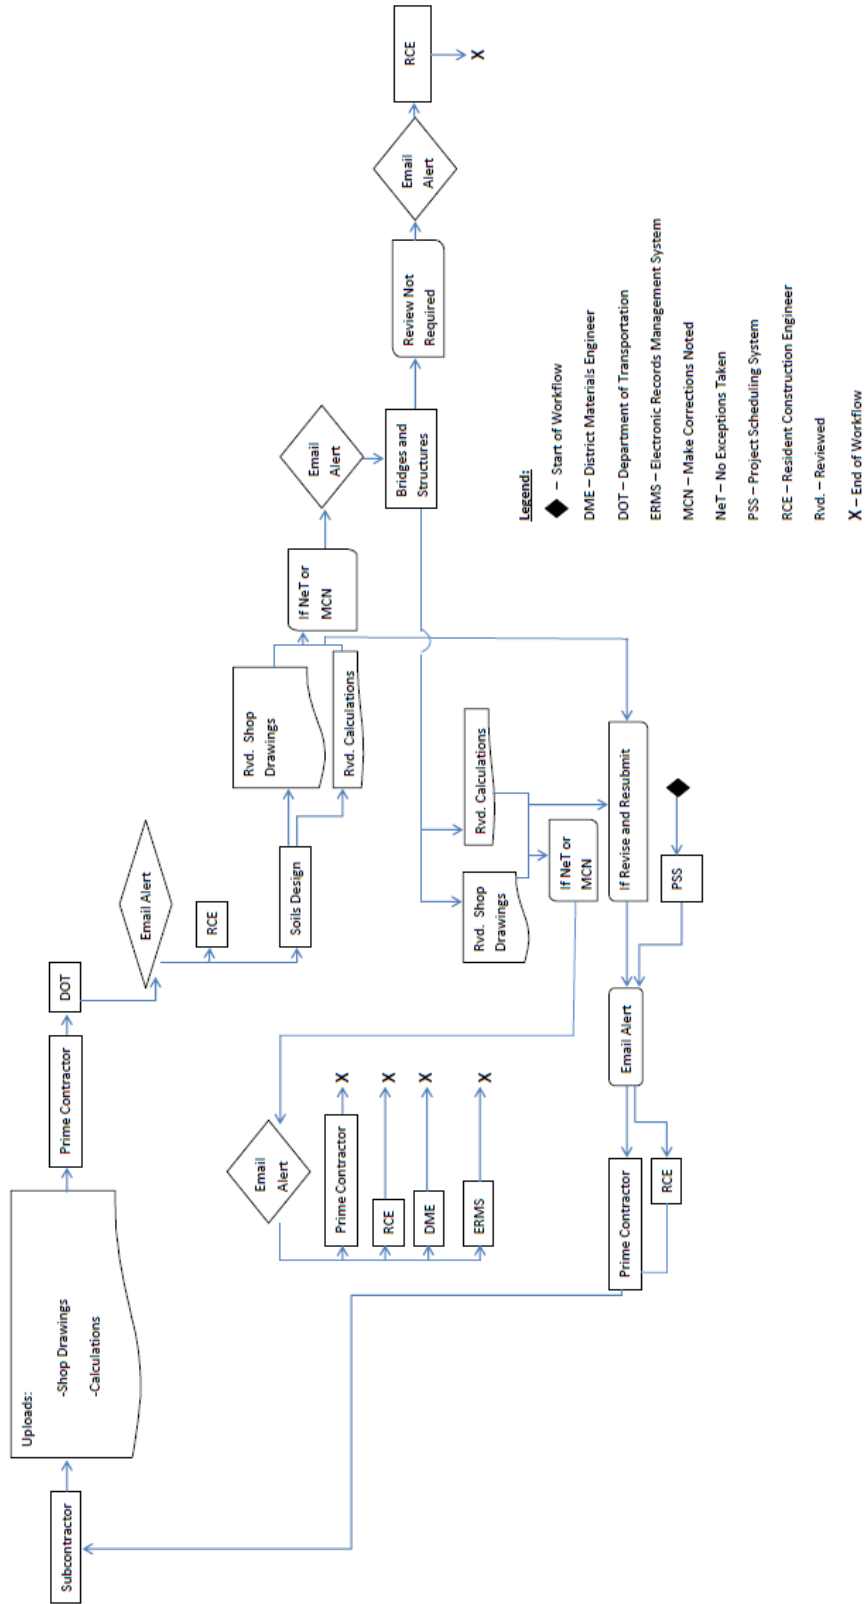 Subcontractor
Uploads:
-Shop Drawings
-Calculations
Prime Contractor
DOT
Email Alert
RCE
Soils Design
Rvd. Shop
Drawings
Rvd. Calculations
If NeT or
MCN
Email
Alert
Bridges and
Structures
Review Not
Required
Email
Alert
RCE
X
Email
Alert
Prime Contractor
X
RCE
X
DME
X
ERMS
X
Rvd. Shop
Drawings
Rvd. Calculations
If NeT or
MCN
If Revise and Resubmit
PSS
Email Alert
Prime Contractor
RCE
Legend:
– Start of Workflow
DME – District Materials Engineer
DOT – Department of Transportation
ERMS – Electronic Records Management System
MCN – Make Corrections Noted
NeT – No Exceptions Taken
PSS – Project Scheduling System
RCE – Resident Construction Engineer
Rvd. – Reviewed
X – End of Workflow